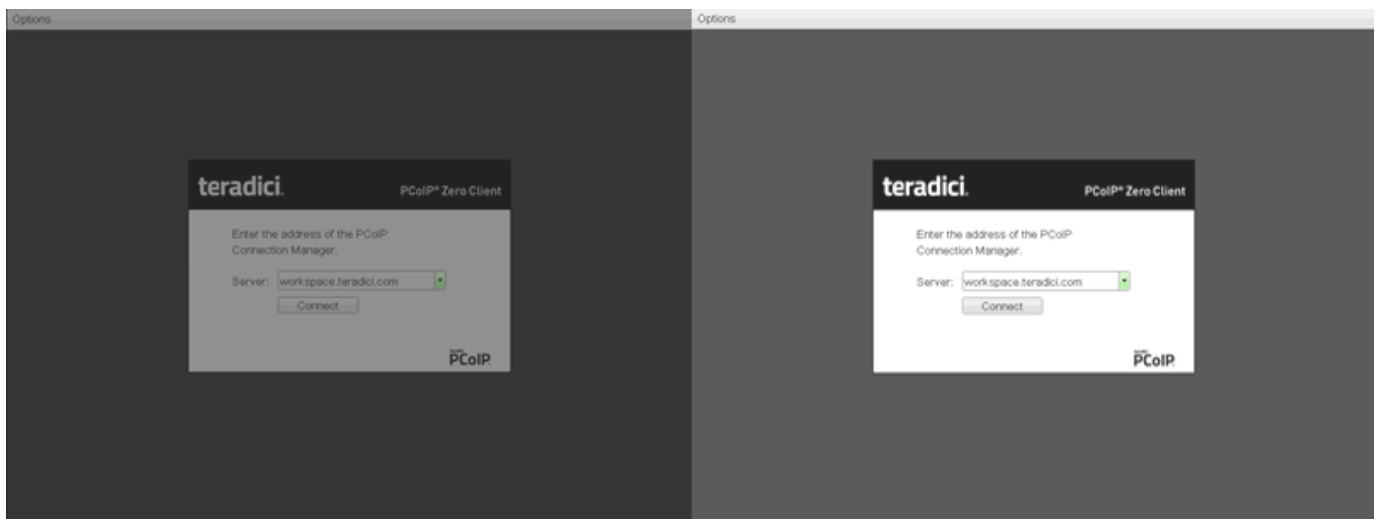 Options
teradici.
PCoIP® Zero Client
Enter the address of the PCoIP
Connection Manager.
Server: workspace.teradici.com
Connect
PCoIP
Options
teradici.
PCoIP® Zero Client
Enter the address of the PCoIP
Connection Manager.
Server: workspace.teradici.com
Connect
PCoIP